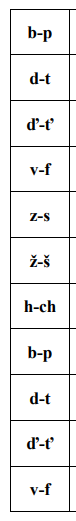 b-p
d-t
ď-ť
v-f
z-s
ž-š
h-ch
b-p
d-t
ď-ť
v-f